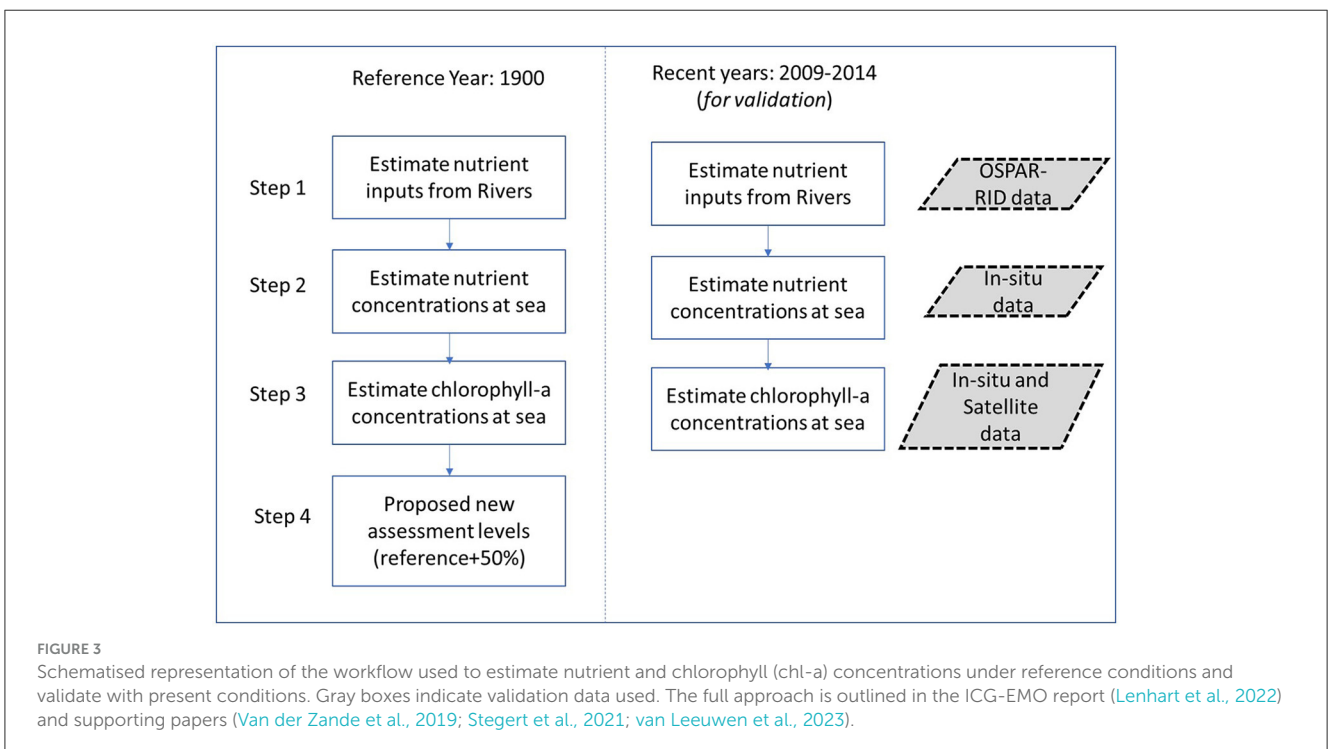 Reference Year: 1900
Recent years: 2009-2014
(for validation)
Step 1
Estimate nutrient
inputs from Rivers
Estimate nutrient
inputs from Rivers
OSPAR-
RID data
Step 2
Estimate nutrient
concentrations at sea
Estimate nutrient
concentrations at sea
In-situ
data
Step 3
Estimate chlorophyll-a
concentrations at sea
Estimate chlorophyll-a
concentrations at sea
In-situ and
Satellite
data
Step 4
Proposed new
assessment levels
(reference+50%)
FIGURE 3
Schematised representation of the workflow used to estimate nutrient and chlorophyll (chl-a) concentrations under reference conditions and
validate with present conditions. Gray boxes indicate validation data used. The full approach is outlined in the ICG-EMO report (Lenhart et al., 2022)
and supporting papers (Van der Zande et al., 2019; Stegert et al., 2021; van Leeuwen et al., 2023).